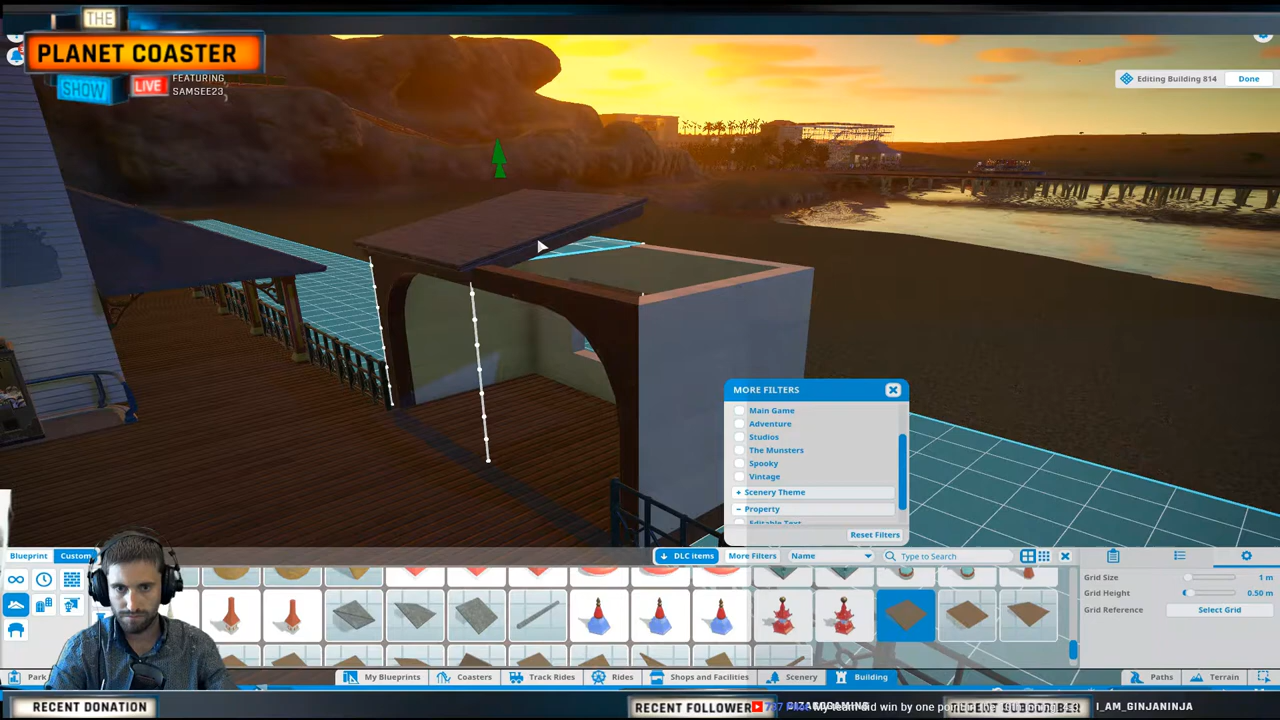 THE
PLANET COASTER
SHOW
LIVE
FEATURING
SAMSEE23
Editing Building 814
Done
MORE FILTERS
Main Game
Adventure
Studios
The Munsters
Spooky
Vintage
+ Scenery Theme
- Property
Editable Text
Reset Filters
Blueprint
Custom
DLC items
More Filters
Name
Type to Search
Grid Size
1 m
Grid Height
0.50 m
Grid Reference
Select Grid
Park
My Blueprints
Coasters
Track Rides
Rides
Shops and Facilities
Scenery
Building
Paths
Terrain
RECENT DONATION
RECENT FOLLOWER
I_AM_GINJANINJA